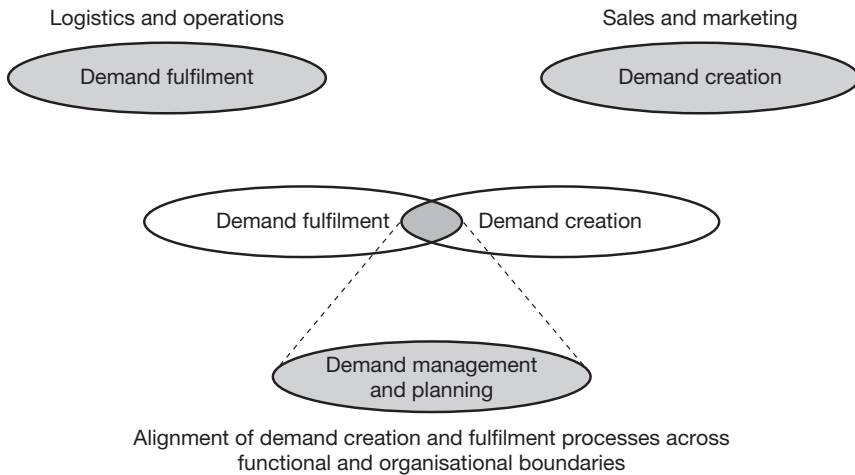 Logistics and operations
Sales and marketing
Demand fulfilment
Demand creation
Demand fulfilment
Demand creation
Demand management
and planning
Alignment of demand creation and fulfilment processes across
functional and organisational boundaries